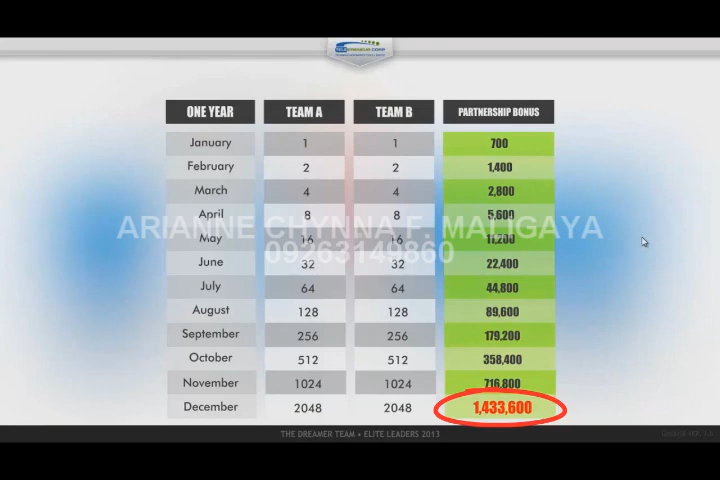 ONE YEAR TEAM A TEAM B PARTNERSHIP BONUS
January 1 1 700
February 2 2 1,400
March 4 4 2,800
April 8 8 5,600
ARIANNE CHYNNA F. MALIGAYA
May 16 16 11,200
09263149860
June 32 32 22,400
July 64 64 44,800
August 128 128 89,600
September 256 256 179,200
October 512 512 358,400
November 1024 1024 716,800
December 2048 2048 1,433,600
THE DREAMER TEAM • ELITE LEADERS 2013